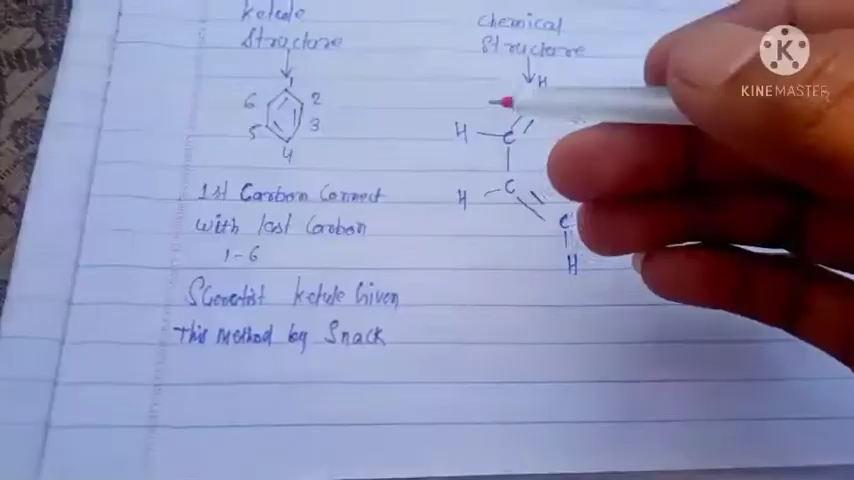 Kekule
Structure
1
6 2
5 3
4
1st Carbon Connect
with last Carbon
1-6
Scientist Kekule Given
This method by Snack
Chemical
Structure
H
H C
H C
C
H
K
KINEMASTER